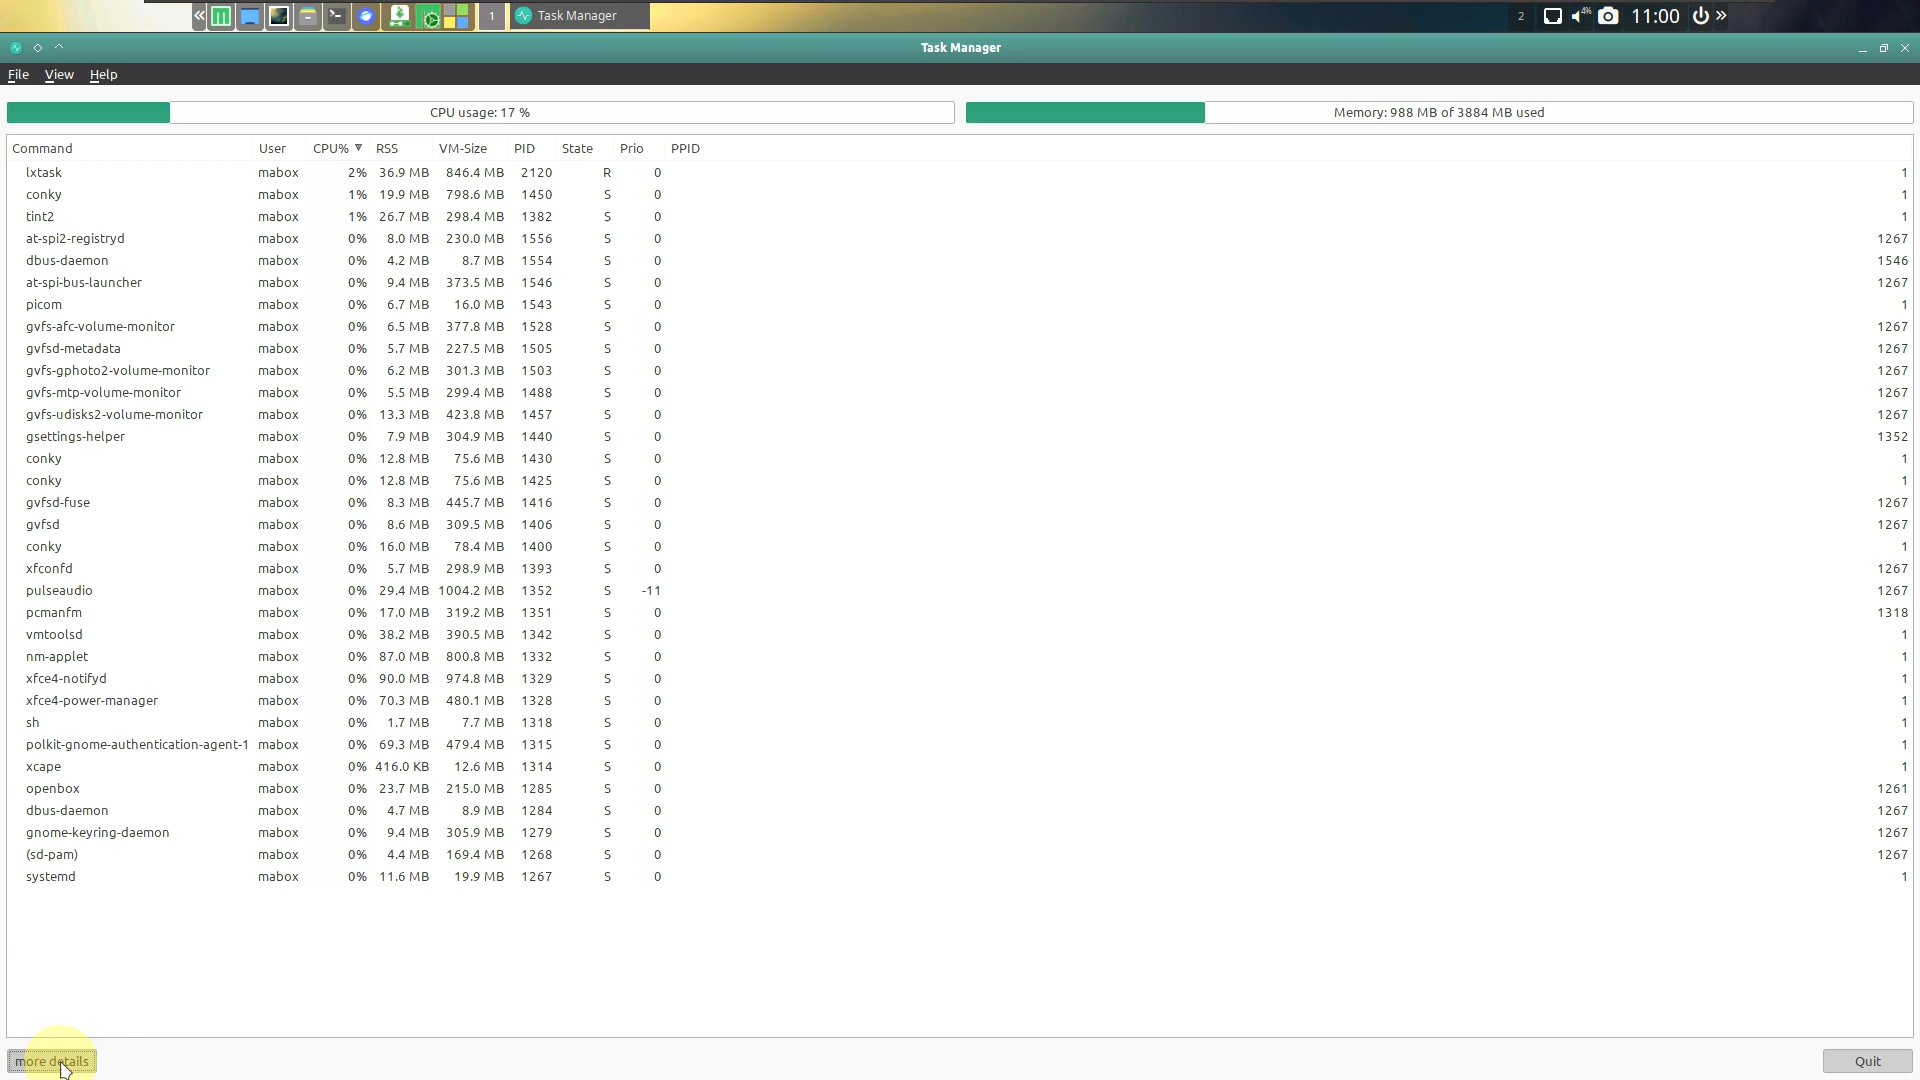 1 Task Manager 2 4% 11:00
Task Manager
File View Help
CPU usage: 17 % Memory: 988 MB of 3884 MB used
Command User CPU% RSS VM-Size PID State Prio PPID
lxtask mabox 2% 36.9 MB 846.4 MB 2120 R 0 1
conky mabox 1% 19.9 MB 798.6 MB 1450 S 0 1
tint2 mabox 1% 26.7 MB 298.4 MB 1382 S 0 1
at-spi2-registryd mabox 0% 8.0 MB 230.0 MB 1556 S 0 1267
dbus-daemon mabox 0% 4.2 MB 8.7 MB 1554 S 0 1546
at-spi-bus-launcher mabox 0% 9.4 MB 373.5 MB 1546 S 0 1267
picom mabox 0% 6.7 MB 16.0 MB 1543 S 0 1
gvfs-afc-volume-monitor mabox 0% 6.5 MB 377.8 MB 1528 S 0 1267
gvfsd-metadata mabox 0% 5.7 MB 227.5 MB 1505 S 0 1267
gvfs-gphoto2-volume-monitor mabox 0% 6.2 MB 301.3 MB 1503 S 0 1267
gvfs-mtp-volume-monitor mabox 0% 5.5 MB 299.4 MB 1488 S 0 1267
gvfs-udisks2-volume-monitor mabox 0% 13.3 MB 423.8 MB 1457 S 0 1267
gsettings-helper mabox 0% 7.9 MB 304.9 MB 1440 S 0 1352
conky mabox 0% 12.8 MB 75.6 MB 1430 S 0 1
conky mabox 0% 12.8 MB 75.6 MB 1425 S 0 1
gvfsd-fuse mabox 0% 8.3 MB 445.7 MB 1416 S 0 1267
gvfsd mabox 0% 8.6 MB 309.5 MB 1406 S 0 1267
conky mabox 0% 16.0 MB 78.4 MB 1400 S 0 1
xfconfd mabox 0% 5.7 MB 298.9 MB 1393 S 0 1267
pulseaudio mabox 0% 29.4 MB 1004.2 MB 1352 S -11 1267
pcmanfm mabox 0% 17.0 MB 319.2 MB 1351 S 0 1318
vmtoolsd mabox 0% 38.2 MB 390.5 MB 1342 S 0 1
nm-applet mabox 0% 87.0 MB 800.8 MB 1332 S 0 1
xfce4-notifyd mabox 0% 90.0 MB 974.8 MB 1329 S 0 1
xfce4-power-manager mabox 0% 70.3 MB 480.1 MB 1328 S 0 1
sh mabox 0% 1.7 MB 7.7 MB 1318 S 0 1
polkit-gnome-authentication-agent-1 mabox 0% 69.3 MB 479.4 MB 1315 S 0 1
xcape mabox 0% 416.0 KB 12.6 MB 1314 S 0 1
openbox mabox 0% 23.7 MB 215.0 MB 1285 S 0 1261
dbus-daemon mabox 0% 4.7 MB 8.9 MB 1284 S 0 1267
gnome-keyring-daemon mabox 0% 9.4 MB 305.9 MB 1279 S 0 1267
(sd-pam) mabox 0% 4.4 MB 169.4 MB 1268 S 0 1267
systemd mabox 0% 11.6 MB 19.9 MB 1267 S 0 1
more details Quit